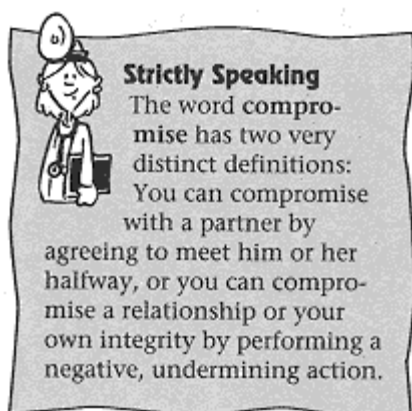 Strictly Speaking
The word compro-
mise has two very
distinct definitions:
You can compromise
with a partner by
agreeing to meet him or her
halfway, or you can compro-
mise a relationship or your
own integrity by performing a
negative, undermining action.